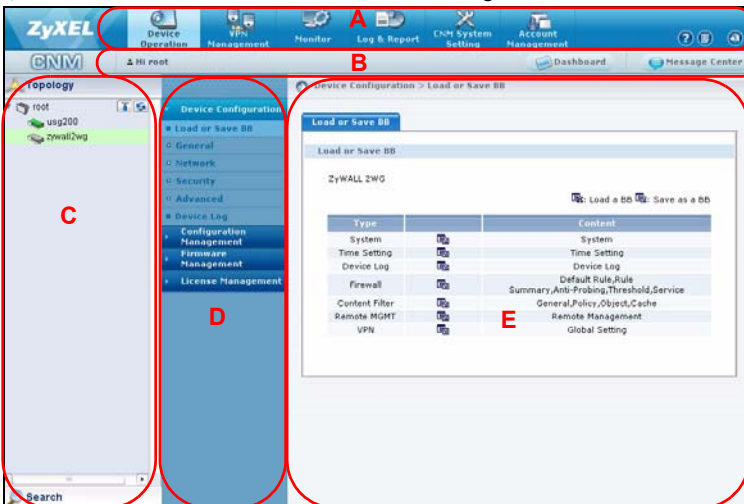 ZyXEL
Device Operation
VPN Management
Monitor
A
Log & Report
CNM System Setting
Account Management
CNM
Hi root
B
Dashboard
Message Center
Topology
root
usg200
zywall2wg
C
Search
Device Configuration
Load or Save BB
General
Network
Security
Advanced
Device Log
Configuration Management
Firmware Management
License Management
D
Device Configuration > Load or Save BB
Load or Save BB
Load or Save BB
ZyWALL 2WG
: Load a BB : Save as a BB
Type Content
System System
Time Setting Time Setting
Device Log Device Log
Firewall Default Rule,Rule Summary,Anti-Probing,Threshold,Service
Content Filter General,Policy,Object,Cache
Remote MGMT Remote Management
VPN Global Setting
E